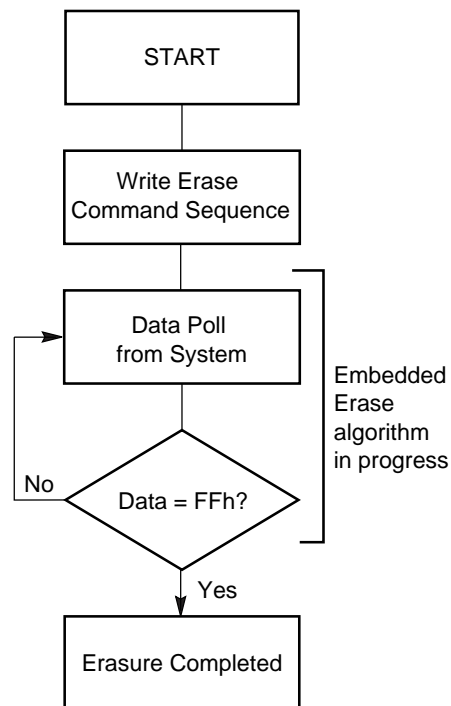 START
Write Erase
Command Sequence
Data Poll
from System
Embedded
Erase
algorithm
in progress
No
Data = FFh?
Yes
Erasure Completed